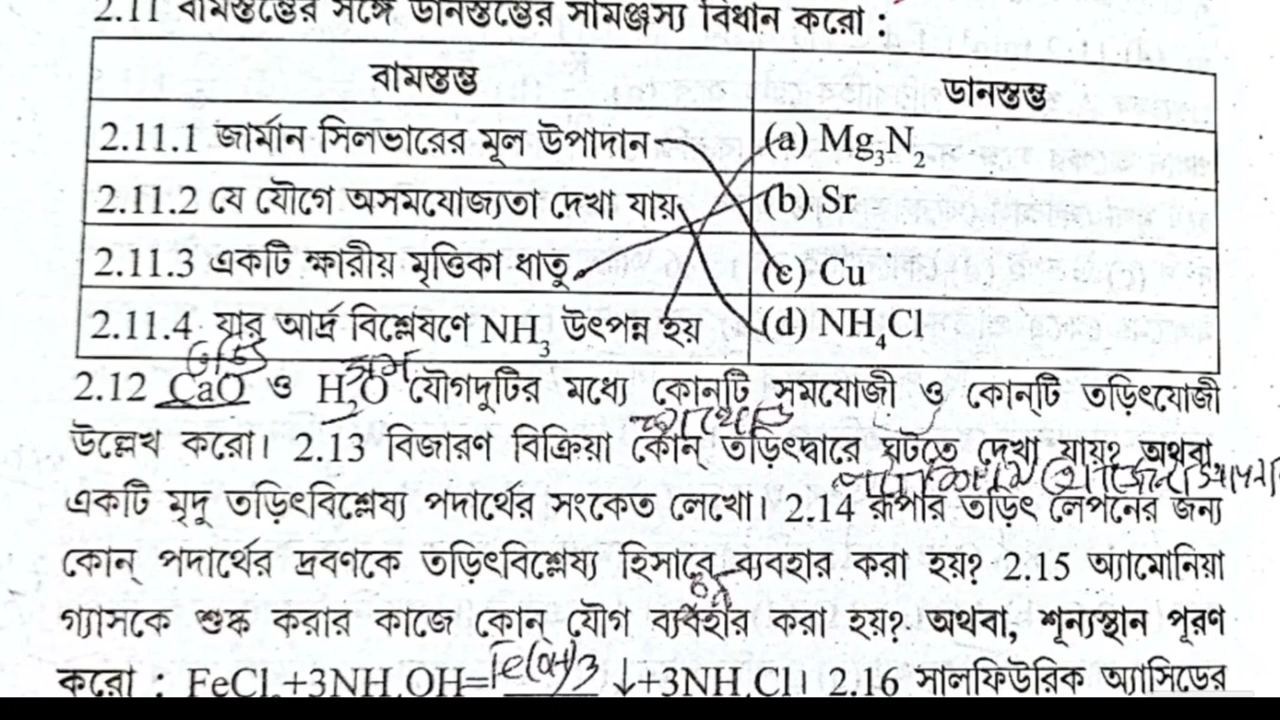 2.11 বামস্তম্ভের সঙ্গে ডানস্তম্ভের সামঞ্জস্য বিধান করো :
বামস্তম্ভ ডানস্তম্ভ
2.11.1 জার্মান সিলভারের মূল উপাদান (a) Mg₃N₂
2.11.2 যে যৌগে অসমযোজ্যতা দেখা যায় (b) Sr
2.11.3 একটি ক্ষারীয় মৃত্তিকা ধাতু (c) Cu
2.11.4 যার আর্দ্র বিশ্লেষণে NH₃ উৎপন্ন হয় (d) NH₄Cl
2.12 CaO ও H₂O যৌগদুটির মধ্যে কোন্‌টি সমযোজী ও কোন্‌টি তড়িৎযোজী
উল্লেখ করো। 2.13 বিজারণ বিক্রিয়া কোন্ তড়িৎদ্বারে ঘটতে দেখা যায়? অথবা,
একটি মৃদু তড়িৎবিশ্লেষ্য পদার্থের সংকেত লেখো। 2.14 রূপার তড়িৎ লেপনের জন্য
কোন্ পদার্থের দ্রবণকে তড়িৎবিশ্লেষ্য হিসাবে ব্যবহার করা হয়? 2.15 অ্যামোনিয়া
গ্যাসকে শুষ্ক করার কাজে কোন্ যৌগ ব্যবহার করা হয়? অথবা, শূন্যস্থান পূরণ
করো : FeCl₃+3NH₄OH= Fe(OH)3 ↓+3NH₄Cl। 2.16 সালফিউরিক অ্যাসিডের